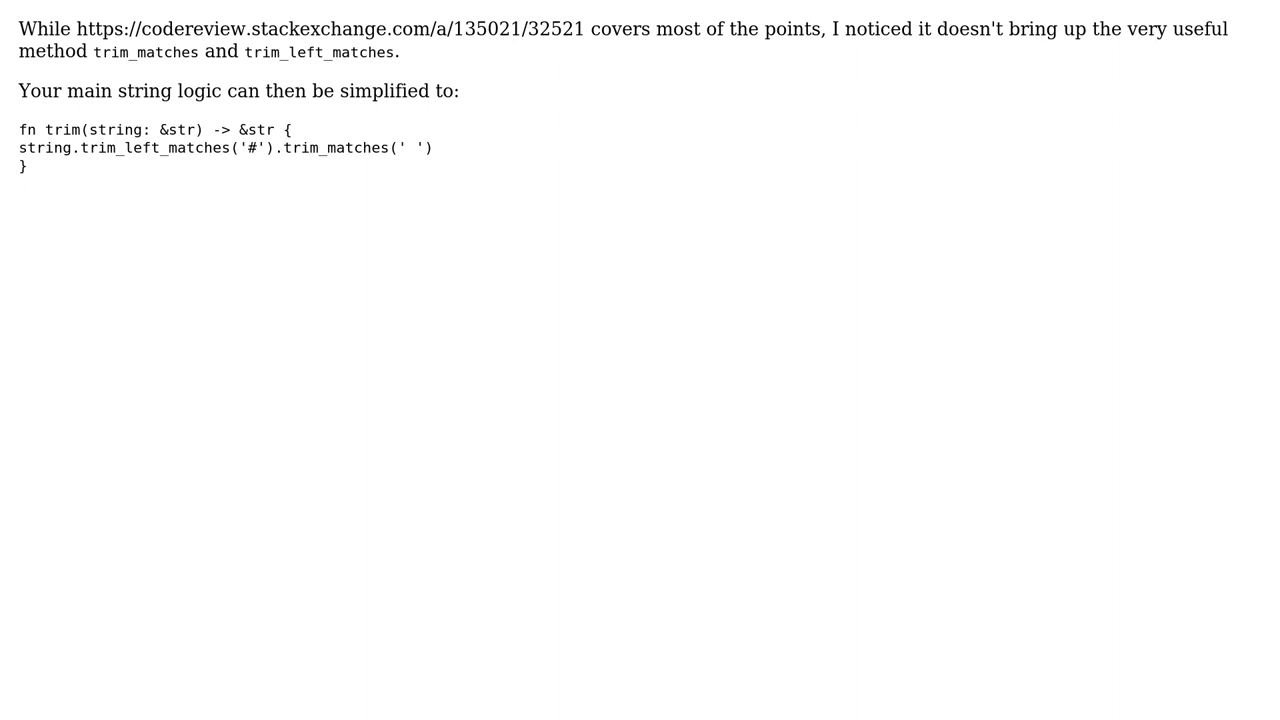 While https://codereview.stackexchange.com/a/135021/32521 covers most of the points, I noticed it doesn't bring up the very useful
method trim_matches and trim_left_matches.
Your main string logic can then be simplified to:
fn trim(string: &str) -> &str {
string.trim_left_matches('#').trim_matches(' ')
}